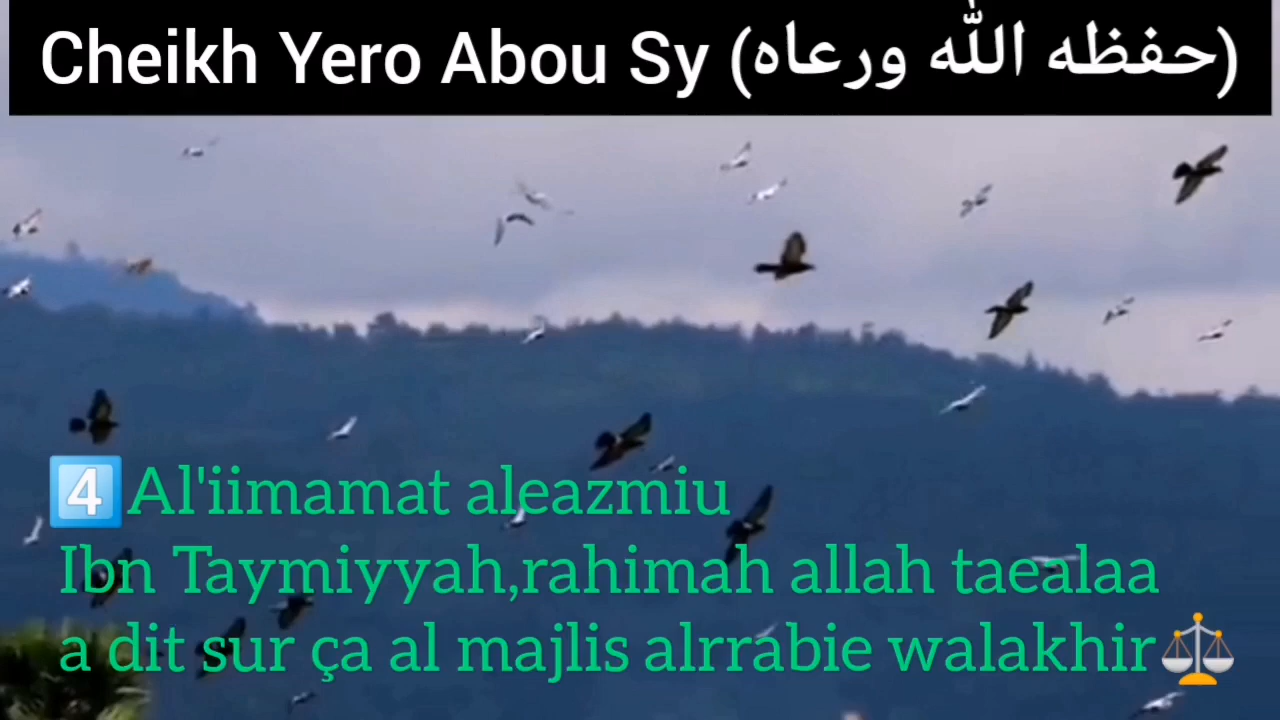 Cheikh Yero Abou Sy (حفظه الله ورعاه)
4️⃣Al'iimamat aleazmiu
Ibn Taymiyyah,rahimah allah taealaa
a dit sur ça al majlis alrrabie walakhir⚖️